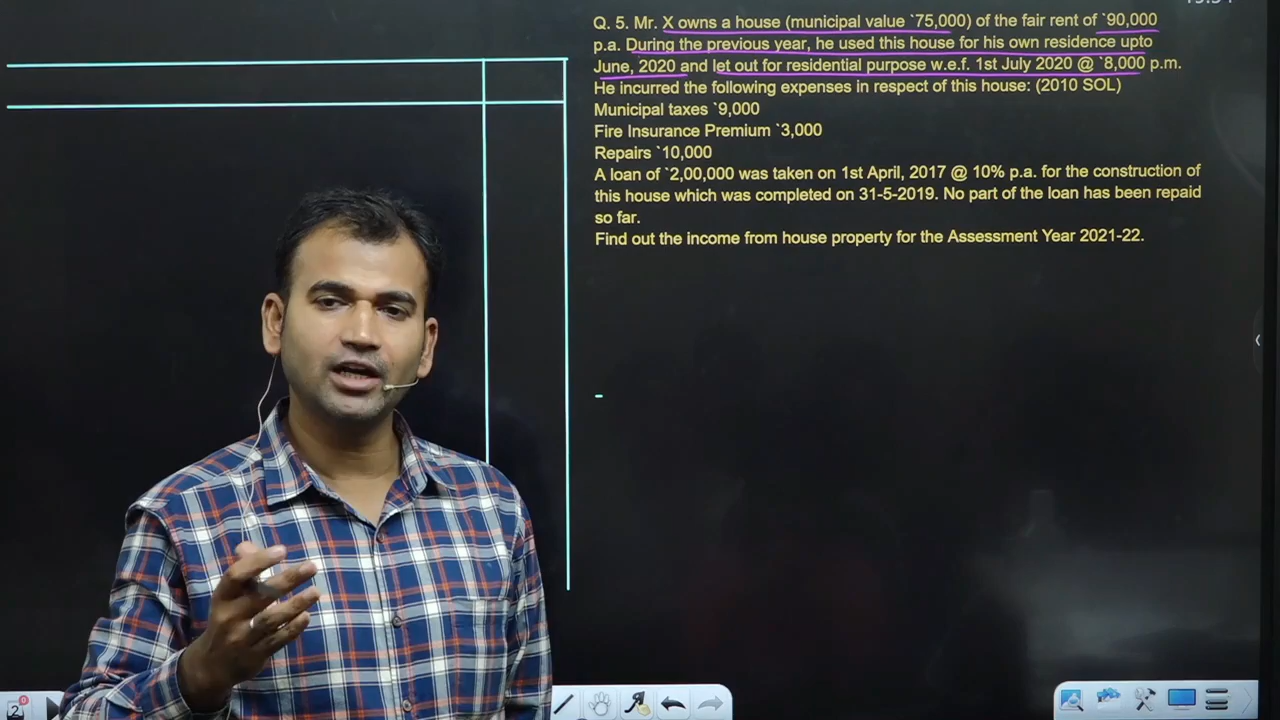 Q. 5. Mr. X owns a house (municipal value `75,000) of the fair rent of `90,000
p.a. During the previous year, he used this house for his own residence upto
June, 2020 and let out for residential purpose w.e.f. 1st July 2020 @ `8,000 p.m.
He incurred the following expenses in respect of this house: (2010 SOL)
Municipal taxes `9,000
Fire Insurance Premium `3,000
Repairs `10,000
A loan of `2,00,000 was taken on 1st April, 2017 @ 10% p.a. for the construction of
this house which was completed on 31-5-2019. No part of the loan has been repaid
so far.
Find out the income from house property for the Assessment Year 2021-22.